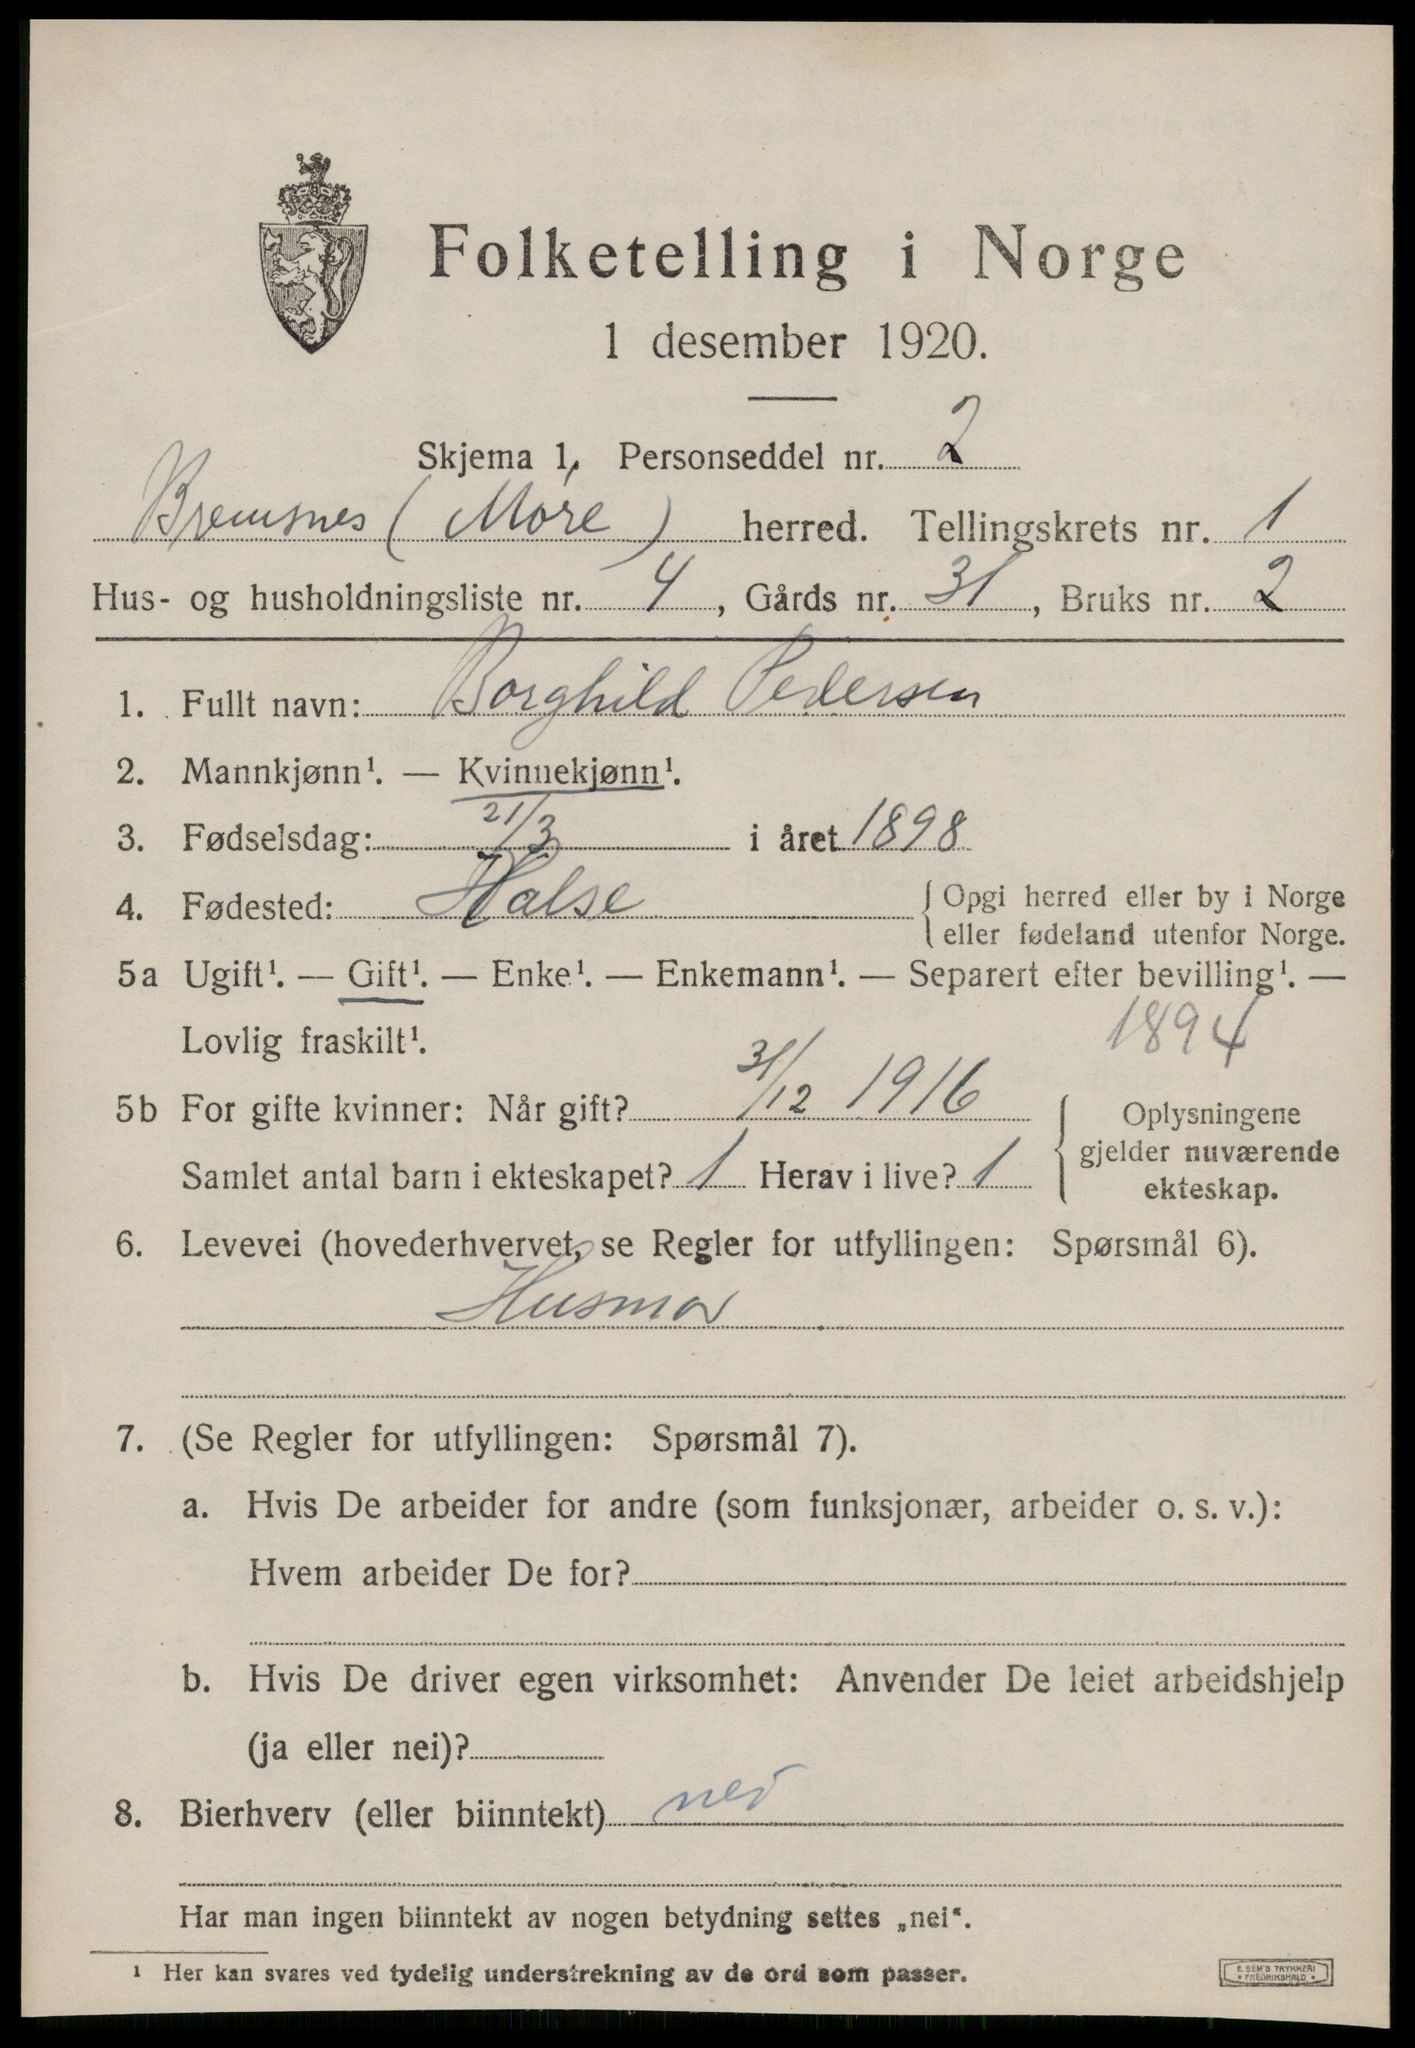 Folketelling i Norge
1 desember 1920.
Skjema 1, Personseddel nr. 2
Bremsnes (Møre) herred. Tellingskrets nr. 1
Hus- og husholdningsliste nr. 4, Gårds nr. 31, Bruks nr. 2
1. Fullt navn: Borghild Pedersen
2. Mannkjønn¹. — Kvinnekjønn¹.
3. Fødselsdag: 21/3 i året 1898
4. Fødested: Halse { Opgi herred eller by i Norge
eller fødeland utenfor Norge.
5a Ugift¹. — Gift¹. — Enke¹. — Enkemann¹. — Separert efter bevilling¹. —
Lovlig fraskilt¹. 1894
5b For gifte kvinner: Når gift? 31/12 1916 { Oplysningene
gjelder nuværende
Samlet antal barn i ekteskapet? 1 Herav i live? 1 ekteskap.
6. Levevei (hovederhvervet, se Regler for utfyllingen: Spørsmål 6).
Husmor
7. (Se Regler for utfyllingen: Spørsmål 7).
a. Hvis De arbeider for andre (som funksjonær, arbeider o. s. v.):
Hvem arbeider De for?
b. Hvis De driver egen virksomhet: Anvender De leiet arbeidshjelp
(ja eller nei)?
8. Bierhverv (eller biinntekt) nei
Har man ingen biinntekt av nogen betydning settes „nei“.
¹ Her kan svares ved tydelig understrekning av de ord som passer.
E. SEM'S TRYKKERI
* FREDRIKSHALD *